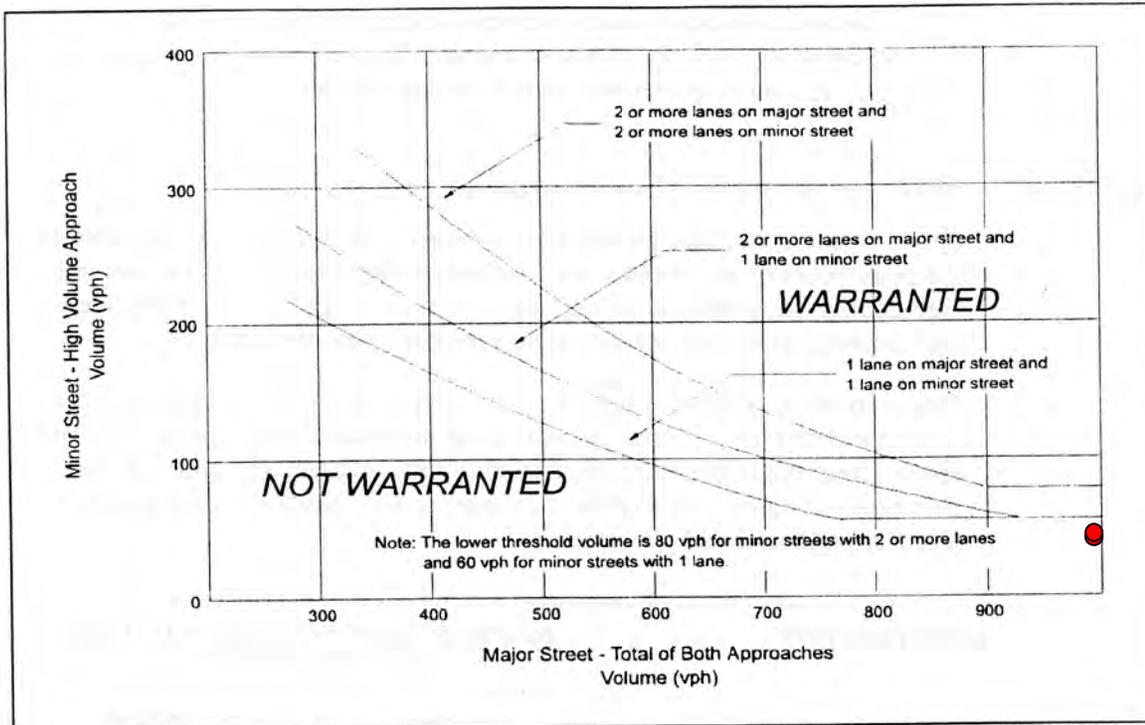 400
300
200
100
0
Minor Street - High Volume Approach
Volume (vph)
2 or more lanes on major street and
2 or more lanes on minor street
2 or more lanes on major street and
1 lane on minor street
WARRANTED
1 lane on major street and
1 lane on minor street
NOT WARRANTED
Note: The lower threshold volume is 80 vph for minor streets with 2 or more lanes
and 60 vph for minor streets with 1 lane.
300
400
500
600
700
800
900
Major Street - Total of Both Approaches
Volume (vph)